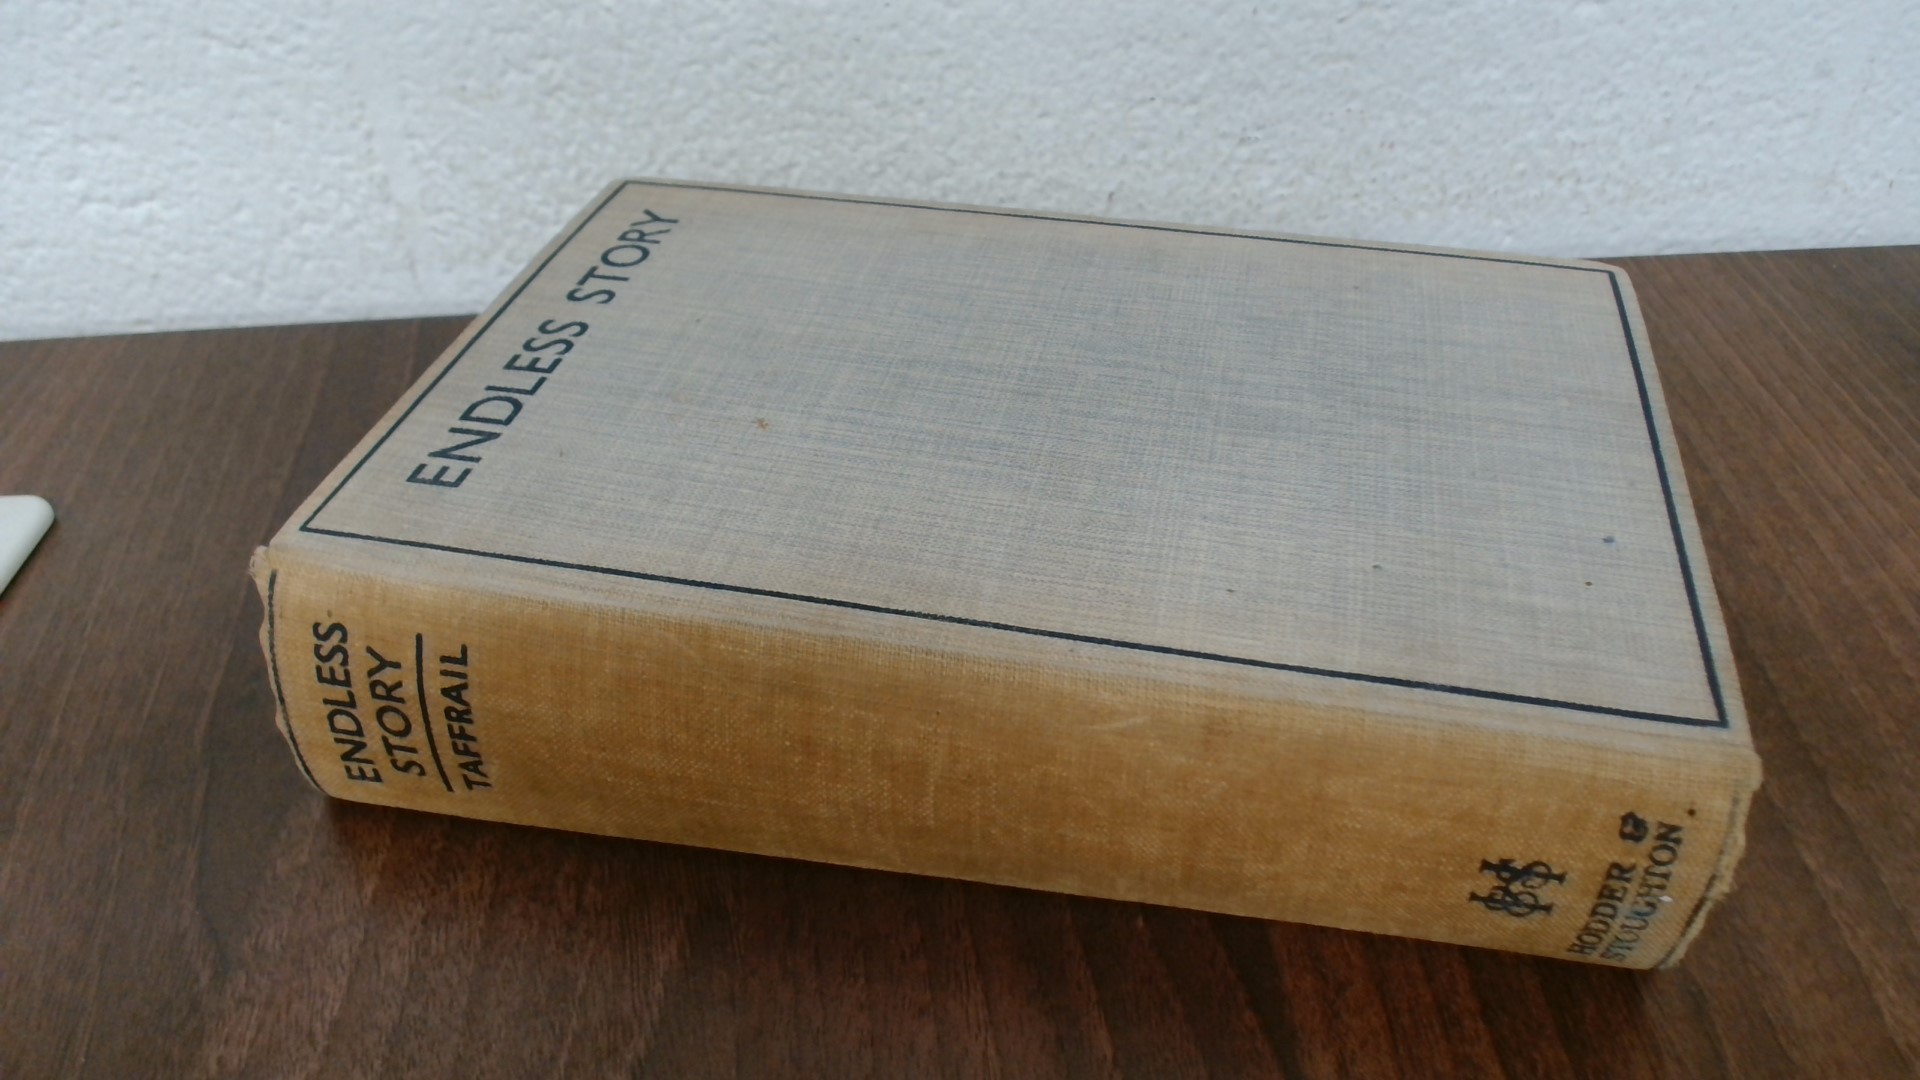 ENDLESS STORY
ENDLESS
STORY
TAFFRAIL
H&S
HODDER &
STOUGHTON